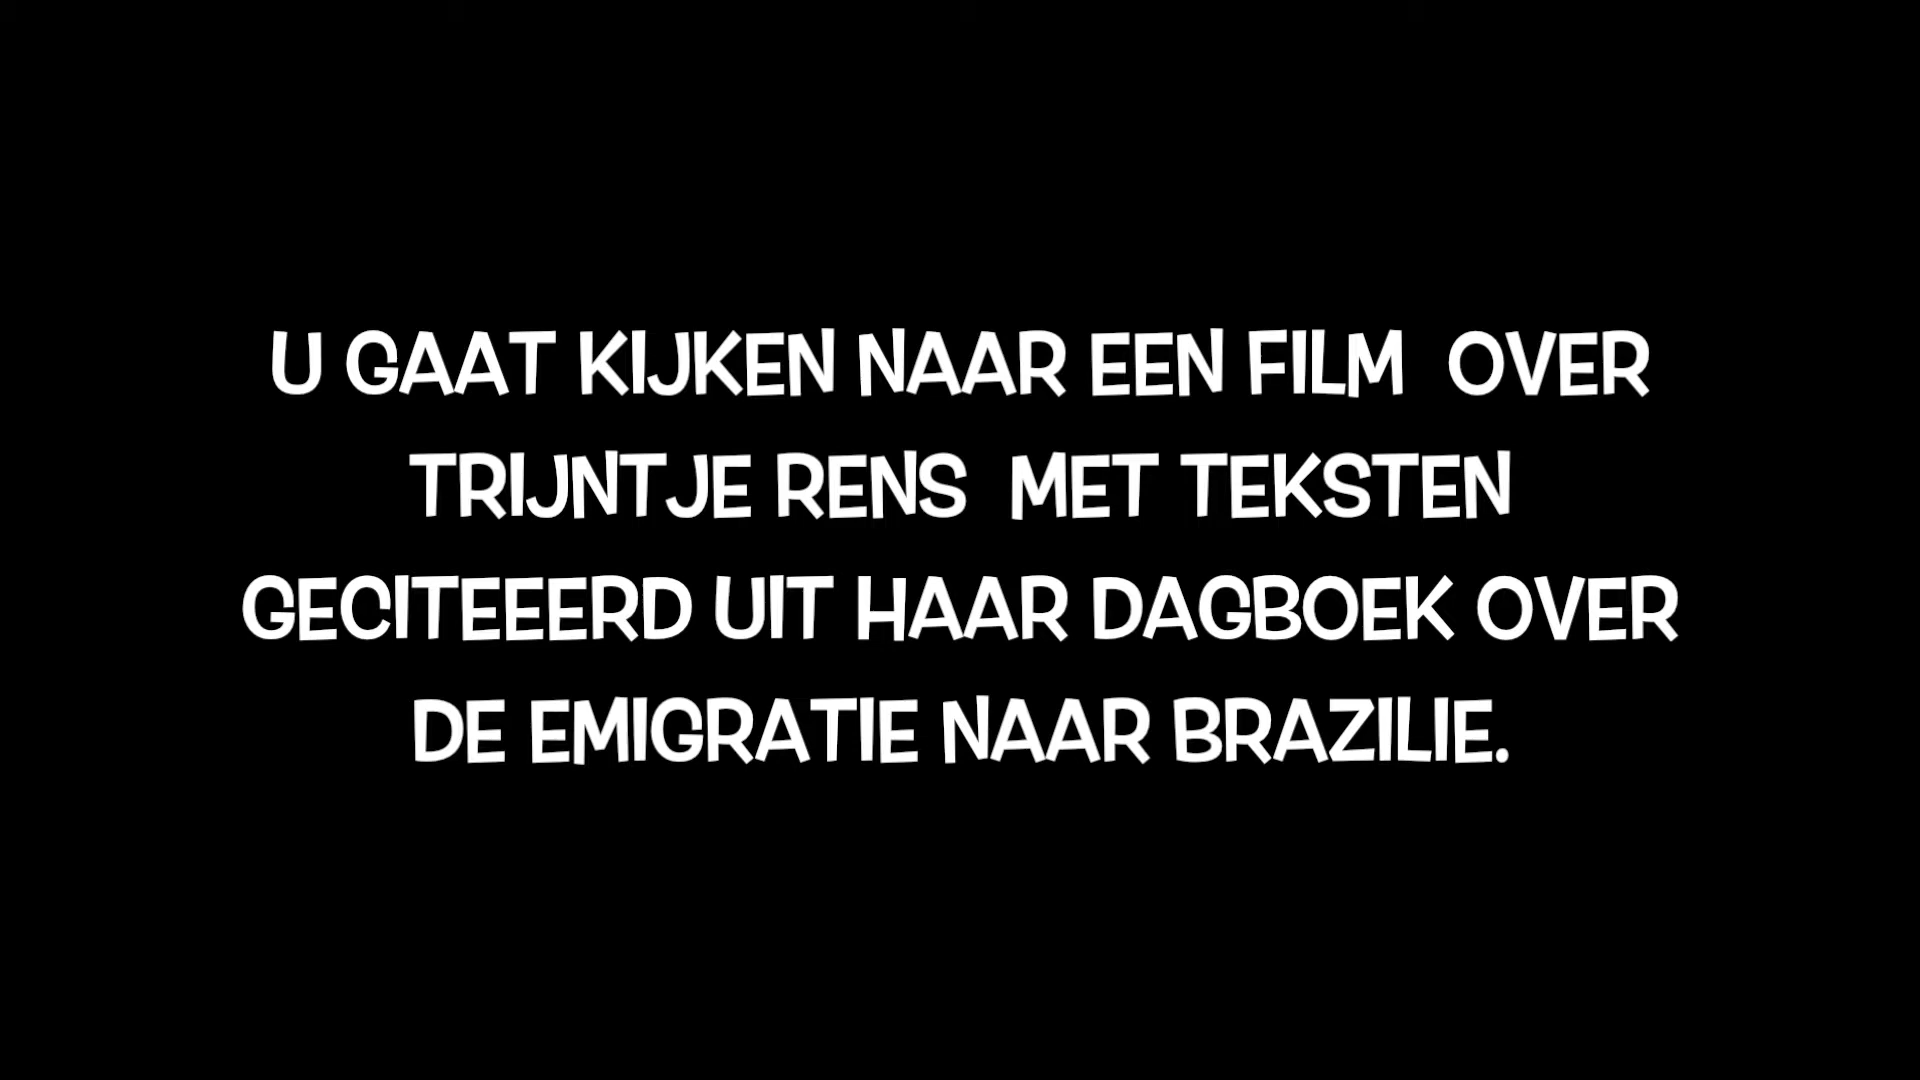 U GAAT KIJKEN NAAR EEN FILM  OVER
TRIJNTJE RENS  MET TEKSTEN
GECITEEERD UIT HAAR DAGBOEK OVER
DE EMIGRATIE NAAR BRAZILIE.